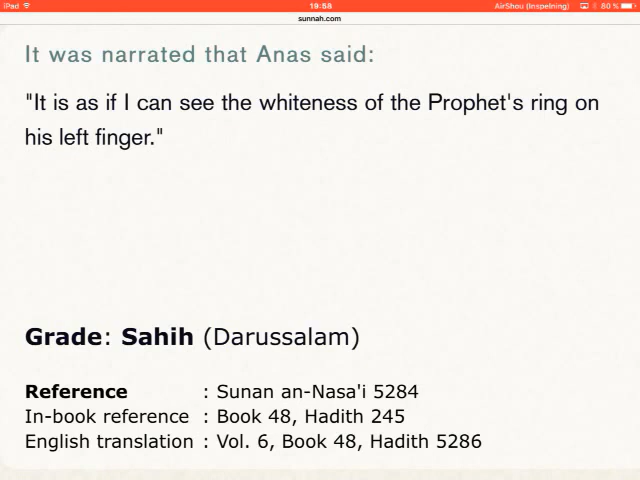 iPad 19:58 AirShou (Inspelning) 80 %
sunnah.com
It was narrated that Anas said:
"It is as if I can see the whiteness of the Prophet's ring on
his left finger."
Grade: Sahih (Darussalam)
Reference : Sunan an-Nasa'i 5284
In-book reference : Book 48, Hadith 245
English translation : Vol. 6, Book 48, Hadith 5286